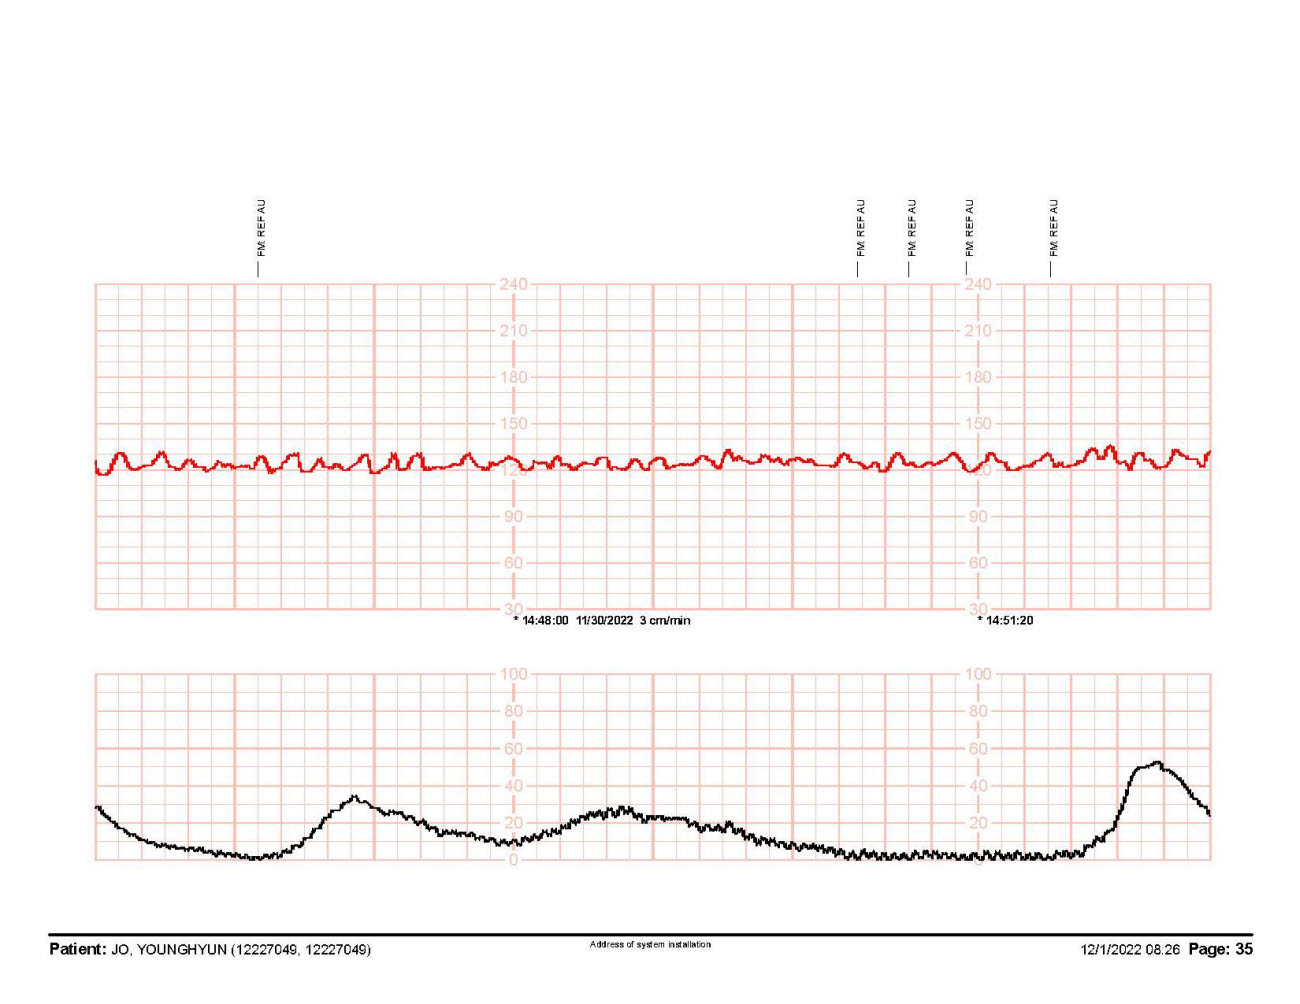 FM: REF AU
FM: REF AU
FM: REF AU
FM: REF AU
FM: REF AU
240 240
210 210
180 180
150 150
120 120
90 90
60 60
30 30
* 14:48:00 11/30/2022 3 cm/min
* 14:51:20
100 100
80 80
60 60
40 40
20 20
0 0
Patient: JO, YOUNGHYUN (12227049, 12227049)
Address of system installation
12/1/2022 08:26 Page: 35